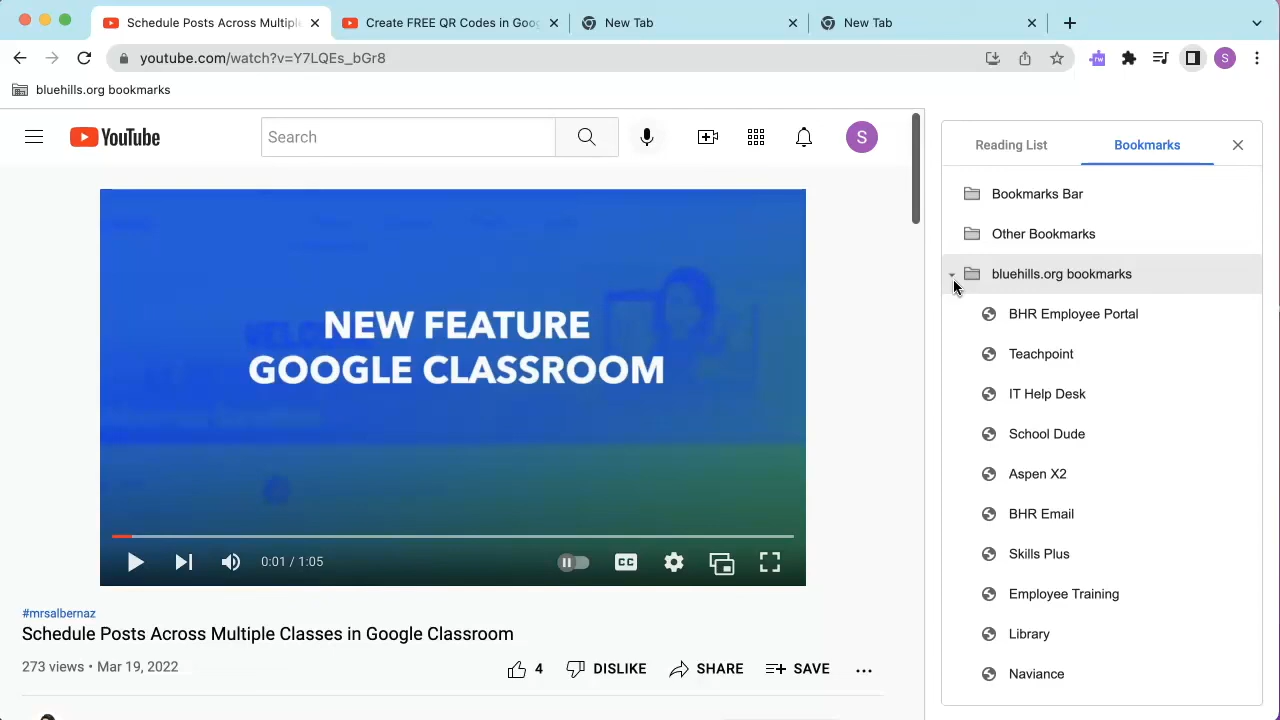 Schedule Posts Across Multiple
Create FREE QR Codes in Goog
New Tab
New Tab
youtube.com/watch?v=Y7LQEs_bGr8
rw
S
bluehills.org bookmarks
YouTube
Search
S
Reading List
Bookmarks
Bookmarks Bar
Other Bookmarks
bluehills.org bookmarks
BHR Employee Portal
Teachpoint
IT Help Desk
School Dude
Aspen X2
BHR Email
Skills Plus
Employee Training
Library
Naviance
NEW FEATURE
GOOGLE CLASSROOM
0:01 / 1:05
CC
#mrsalbernaz
Schedule Posts Across Multiple Classes in Google Classroom
273 views • Mar 19, 2022
4
DISLIKE
SHARE
SAVE